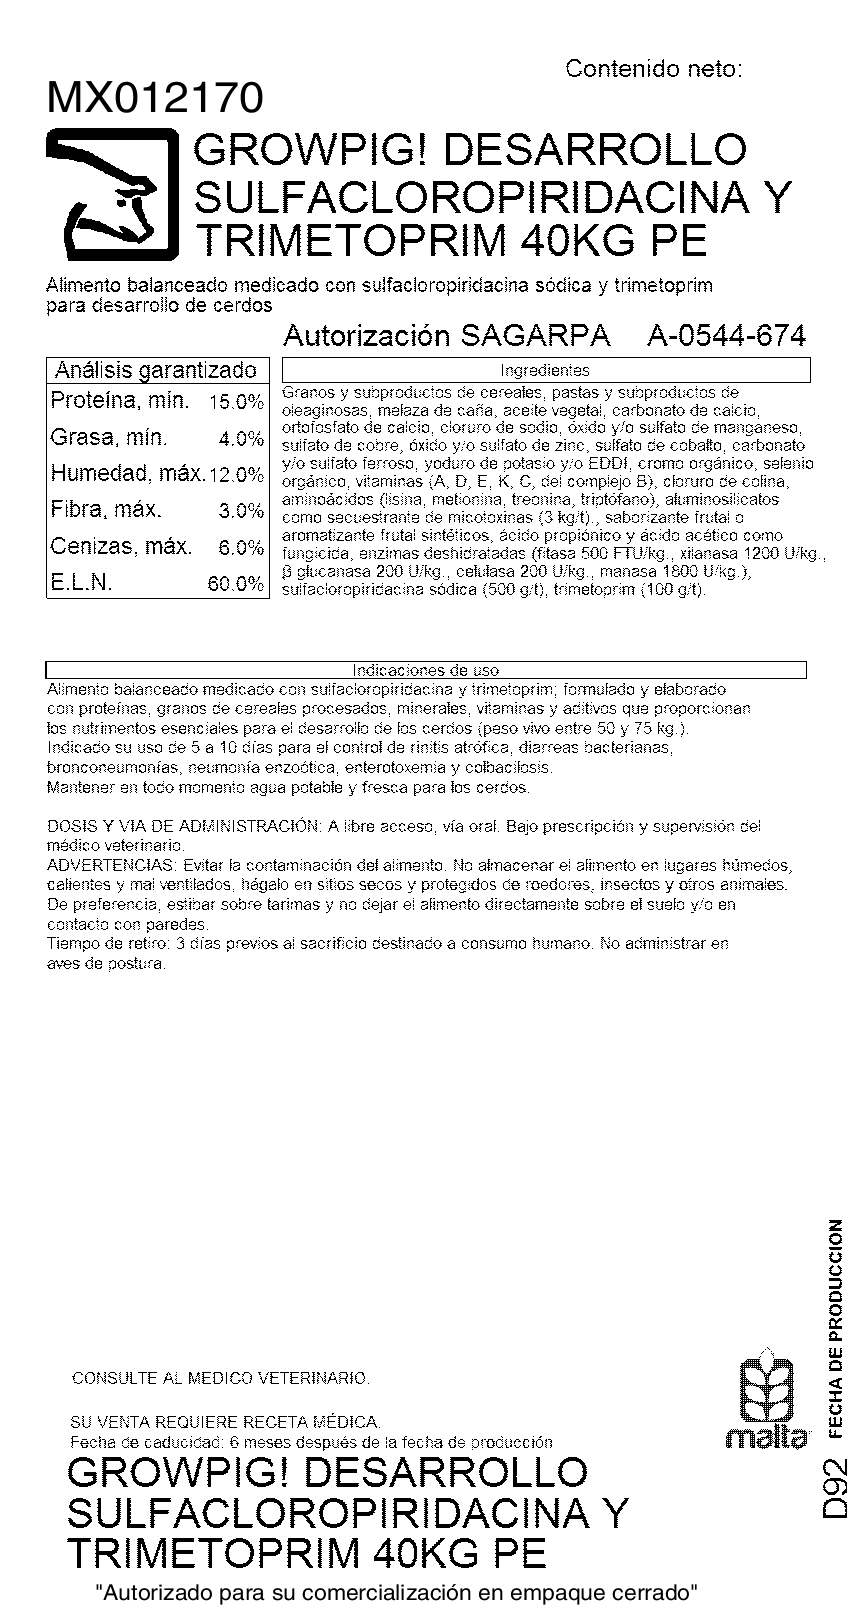 Contenido neto:
MX012170
GROWPIG! DESARROLLO
SULFACLOROPIRIDACINA Y
TRIMETOPRIM 40KG PE
Alimento balanceado medicado con sulfacloropiridacina sódica y trimetoprim
para desarrollo de cerdos
Autorización SAGARPA A-0544-674
Análisis garantizado
Proteína, mín. 15.0%
Grasa, mín. 4.0%
Humedad, máx. 12.0%
Fibra, máx. 3.0%
Cenizas, máx. 6.0%
E.L.N. 60.0%
Ingredientes
Granos y subproductos de cereales, pastas y subproductos de
oleaginosas, melaza de caña, aceite vegetal, carbonato de calcio,
ortofosfato de calcio, cloruro de sodio, óxido y/o sulfato de manganeso,
sulfato de cobre, óxido y/o sulfato de zinc, sulfato de cobalto, carbonato
y/o sulfato ferroso, yoduro de potasio y/o EDDI, cromo orgánico, selenio
orgánico, vitaminas (A, D, E, K, C, del complejo B), cloruro de colina,
aminoácidos (lisina, metionina, treonina, triptófano), aluminosilicatos
como secuestrante de micotoxinas (3 kg/t)., saborizante frutal o
aromatizante frutal sintéticos, ácido propiónico y ácido acético como
fungicida, enzimas deshidratadas (fitasa 500 FTU/kg., xilanasa 1200 U/kg.,
β glucanasa 200 U/kg., celulasa 200 U/kg., manasa 1800 U/kg.),
sulfacloropiridacina sódica (500 g/t), trimetoprim (100 g/t).
Indicaciones de uso
Alimento balanceado medicado con sulfacloropiridacina y trimetoprim; formulado y elaborado
con proteínas, granos de cereales procesados, minerales, vitaminas y aditivos que proporcionan
los nutrimentos esenciales para el desarrollo de los cerdos (peso vivo entre 50 y 75 kg.).
Indicado su uso de 5 a 10 días para el control de rinitis atrófica, diarreas bacterianas,
bronconeumonías, neumonía enzoótica, enterotoxemia y colbacilosis.
Mantener en todo momento agua potable y fresca para los cerdos.
DOSIS Y VIA DE ADMINISTRACIÓN: A libre acceso, vía oral. Bajo prescripción y supervisión del
médico veterinario.
ADVERTENCIAS: Evitar la contaminación del alimento. No almacenar el alimento en lugares húmedos,
calientes y mal ventilados, hágalo en sitios secos y protegidos de roedores, insectos y otros animales.
De preferencia, estibar sobre tarimas y no dejar el alimento directamente sobre el suelo y/o en
contacto con paredes.
Tiempo de retiro: 3 días previos al sacrificio destinado a consumo humano. No administrar en
aves de postura.
FECHA DE PRODUCCION
D92
CONSULTE AL MEDICO VETERINARIO.
SU VENTA REQUIERE RECETA MÉDICA.
Fecha de caducidad: 6 meses después de la fecha de producción
malta
GROWPIG! DESARROLLO
SULFACLOROPIRIDACINA Y
TRIMETOPRIM 40KG PE
"Autorizado para su comercialización en empaque cerrado"